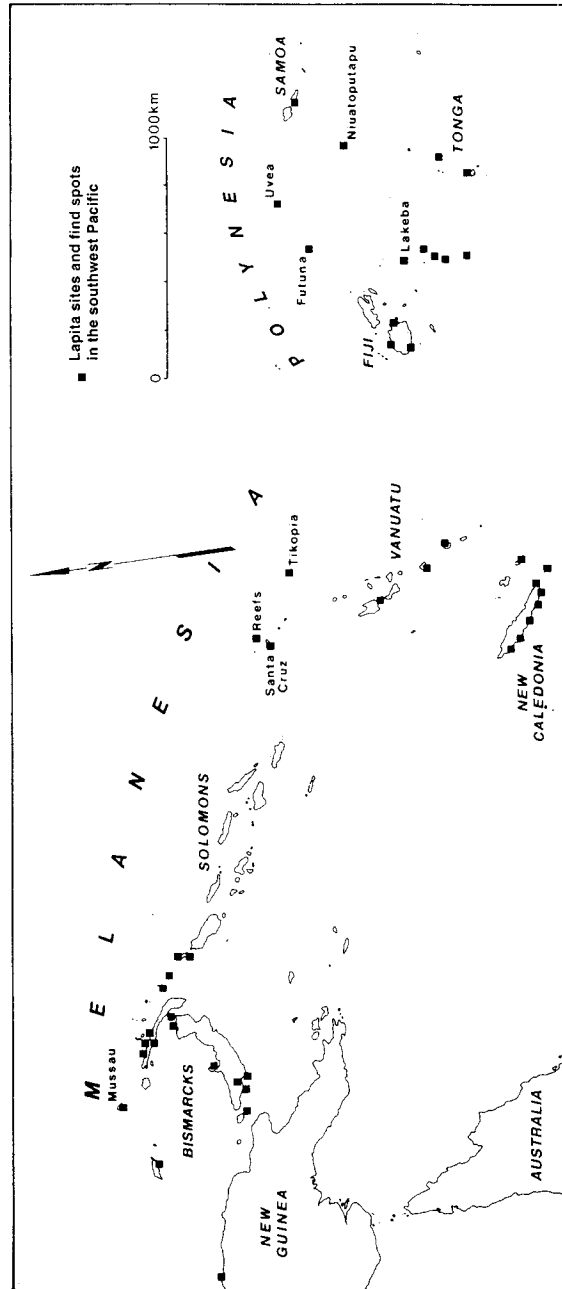 Lapita sites and find spots
in the southwest Pacific
0
1000km
MELANESIA
POLYNESIA
Mussau
BISMARCKS
NEW
GUINEA
AUSTRALIA
SOLOMONS
Reefs
Santa
Cruz
Tikopia
VANUATU
NEW
CALEDONIA
FIJI
Futuna
Uvea
Lakeba
SAMOA
Niuatoputapu
TONGA